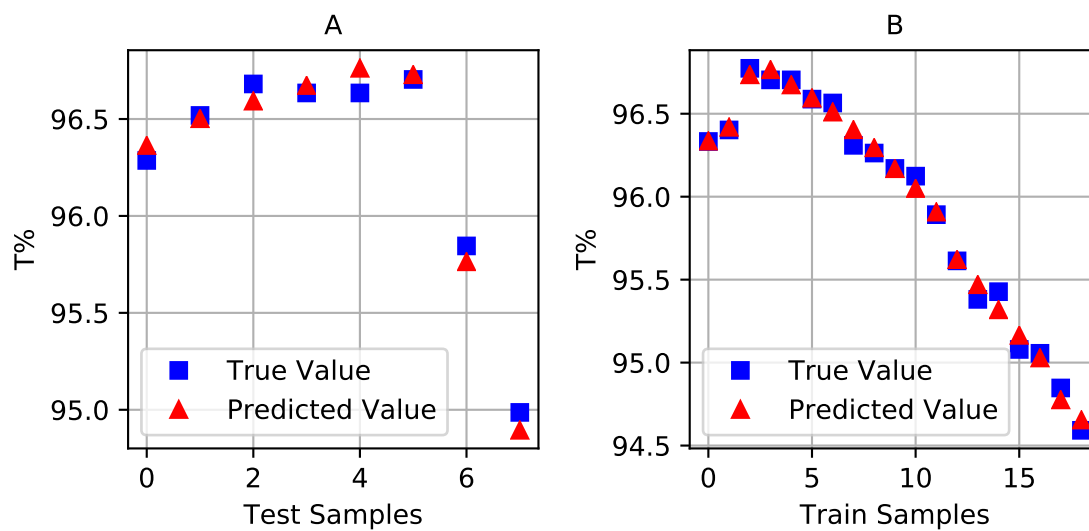 A
T%
96.5
96.0
95.5
95.0
0
2
4
6
Test Samples
True Value
Predicted Value
B
T%
96.5
96.0
95.5
95.0
94.5
0
5
10
15
Train Samples
True Value
Predicted Value